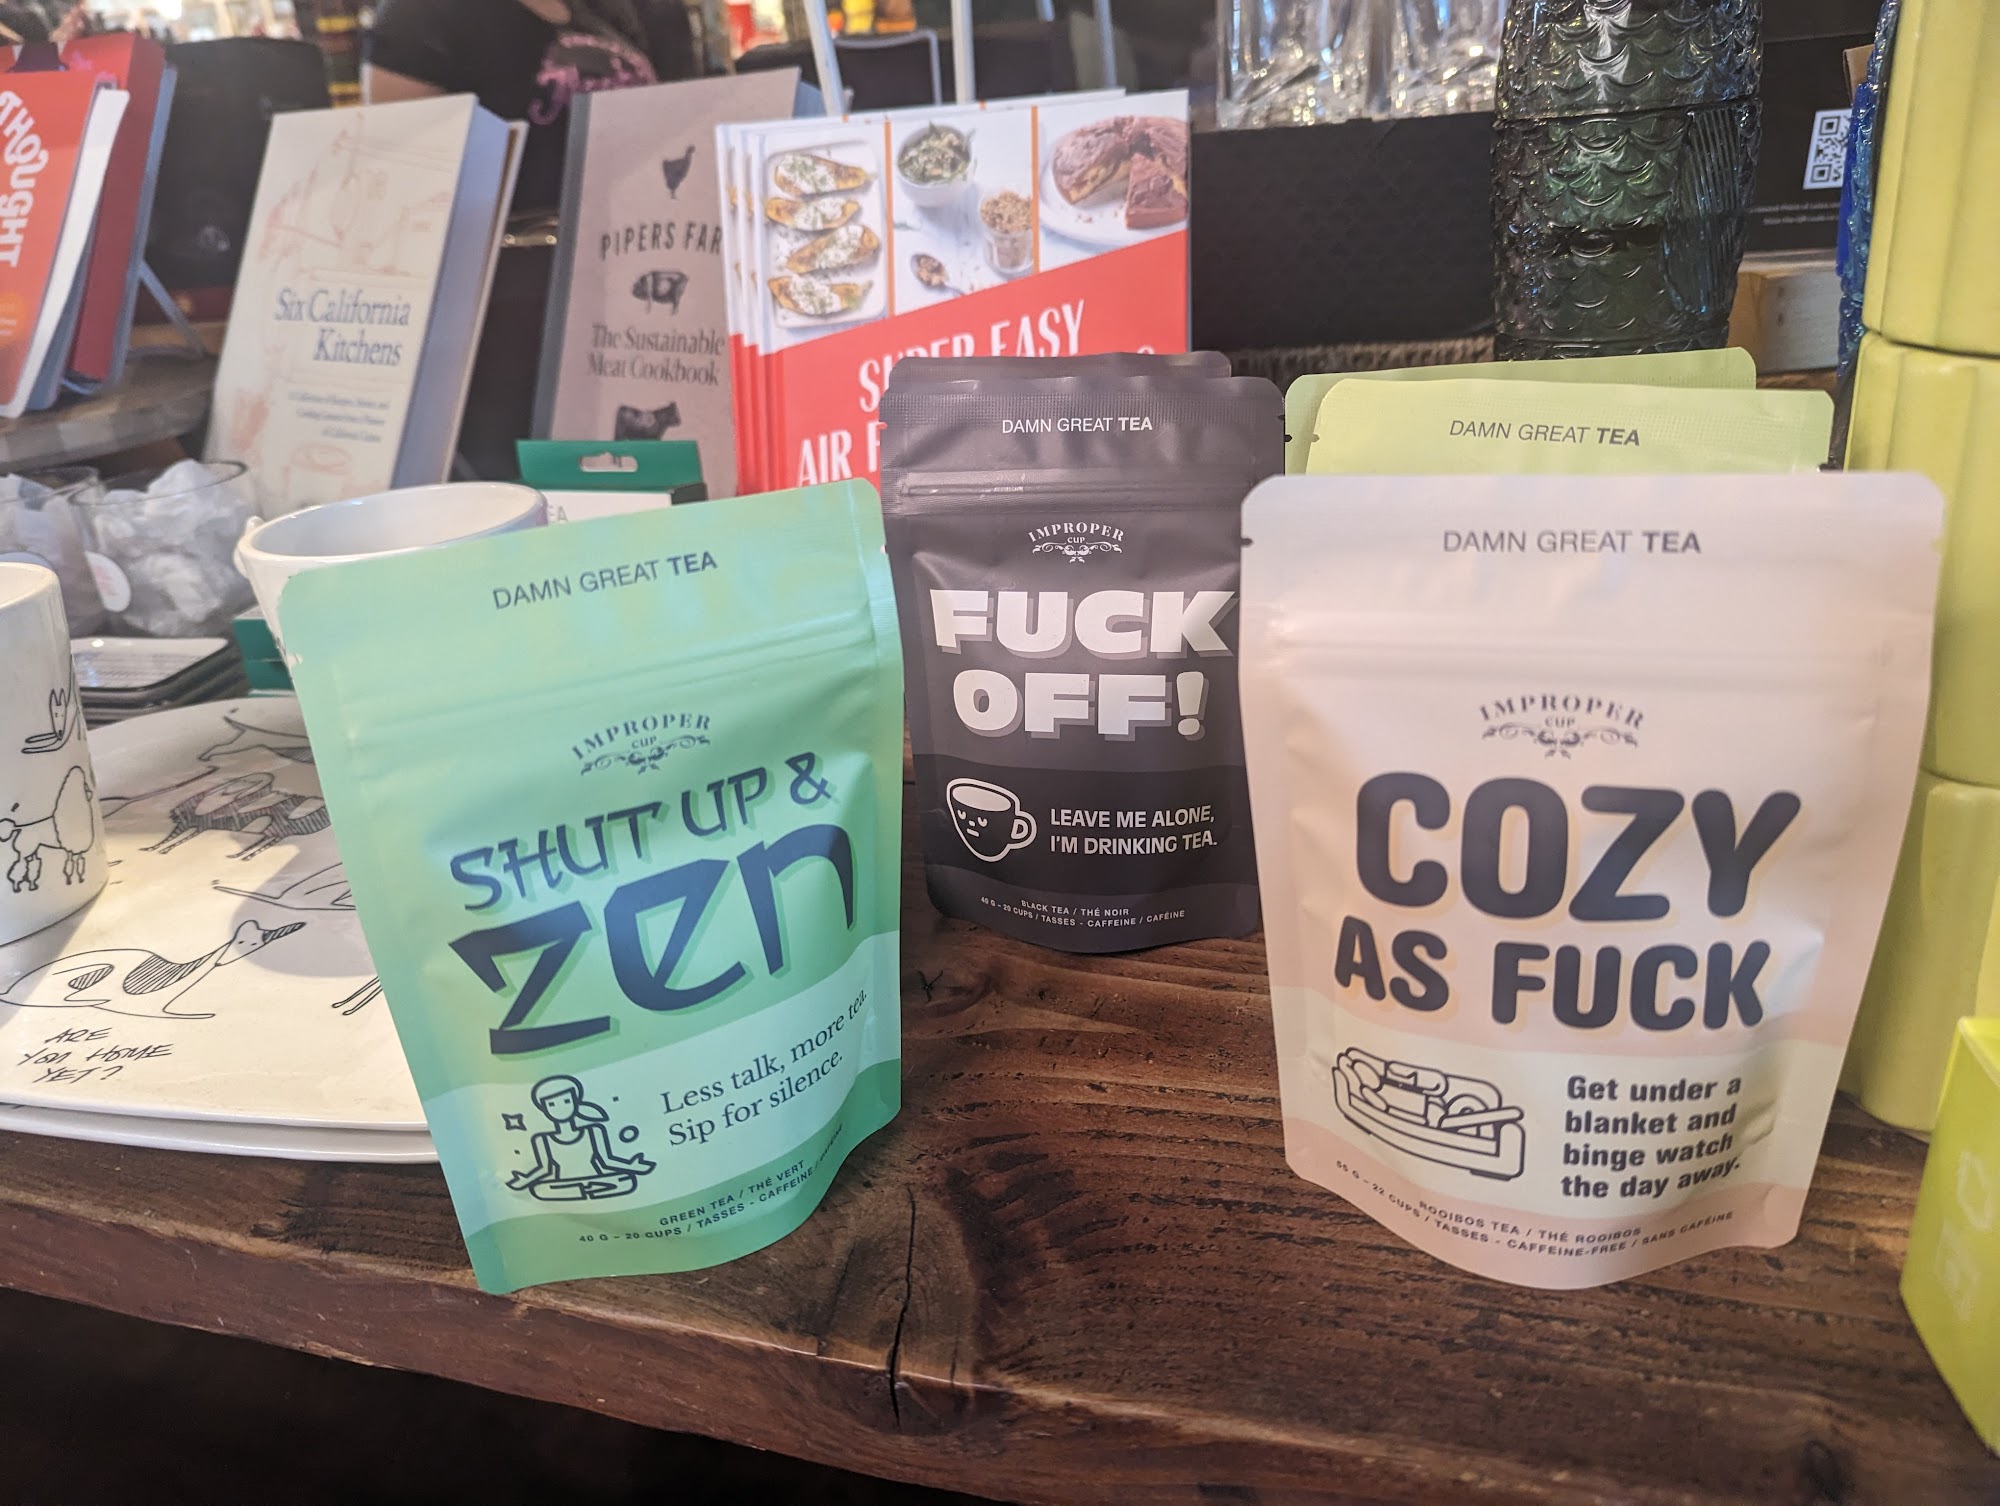 THOUGHT
Six California
Kitchens
PIPERS FAR
The Sustainable
Meat Cookbook
SUPER EASY
AIR F
DAMN GREAT TEA
IMPROPER
CUP
SHUT UP &
zen
Less talk, more tea.
Sip for silence.
GREEN TEA / THÉ VERT
40 G – 20 CUPS / TASSES - CAFFEINE /
DAMN GREAT TEA
IMPROPER
CUP
FUCK
OFF!
LEAVE ME ALONE,
I'M DRINKING TEA.
BLACK TEA / THÉ NOIR
40 G – 20 CUPS / TASSES - CAFFEINE / CAFÉINE
DAMN GREAT TEA
DAMN GREAT TEA
IMPROPER
CUP
COZY
AS FUCK
Get under a
blanket and
binge watch
the day away.
ROOIBOS TEA / THÉ ROOIBOS
55 G – 22 CUPS / TASSES - CAFFEINE-FREE / SANS CAFÉINE
ARE
YOU HOME
YET?